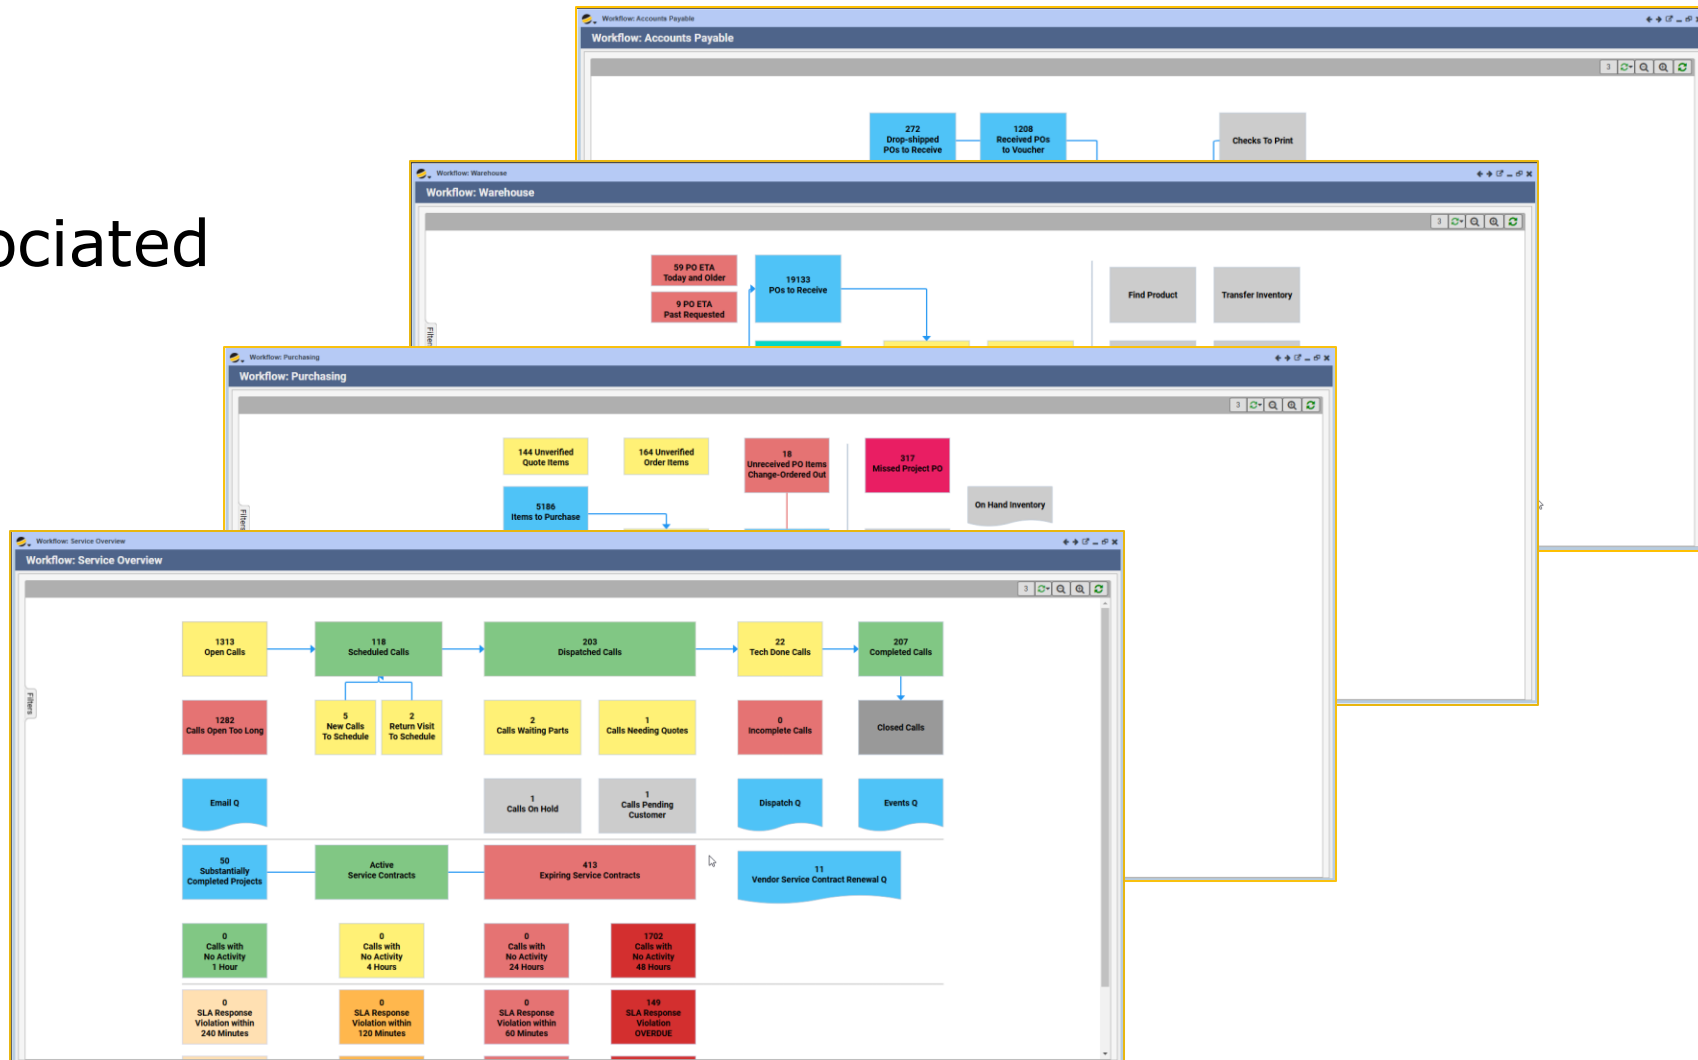 Workflow: Accounts Payable
Workflow: Accounts Payable
3
272
Drop-shipped
POs to Receive
1208
Received POs
to Voucher
Checks To Print
ociated
Workflow: Warehouse
Workflow: Warehouse
3
59 PO ETA
Today and Older
9 PO ETA
Past Requested
19133
POs to Receive
Find Product
Transfer Inventory
Filter
Workflow: Purchasing
Workflow: Purchasing
3
144 Unverified
Quote Items
164 Unverified
Order Items
18
Unreceived PO Items
Change-Ordered Out
317
Missed Project PO
5186
Items to Purchase
On Hand Inventory
Filters
Workflow: Service Overview
Workflow: Service Overview
3
1313
Open Calls
118
Scheduled Calls
203
Dispatched Calls
22
Tech Done Calls
207
Completed Calls
Filters
1282
Calls Open Too Long
5
New Calls
To Schedule
2
Return Visit
To Schedule
2
Calls Waiting Parts
1
Calls Needing Quotes
0
Incomplete Calls
Closed Calls
Email Q
1
Calls On Hold
1
Calls Pending
Customer
Dispatch Q
Events Q
50
Substantially
Completed Projects
Active
Service Contracts
413
Expiring Service Contracts
11
Vendor Service Contract Renewal Q
0
Calls with
No Activity
1 Hour
0
Calls with
No Activity
4 Hours
0
Calls with
No Activity
24 Hours
1702
Calls with
No Activity
48 Hours
0
SLA Response
Violation within
240 Minutes
0
SLA Response
Violation within
120 Minutes
0
SLA Response
Violation within
60 Minutes
149
SLA Response
Violation
OVERDUE